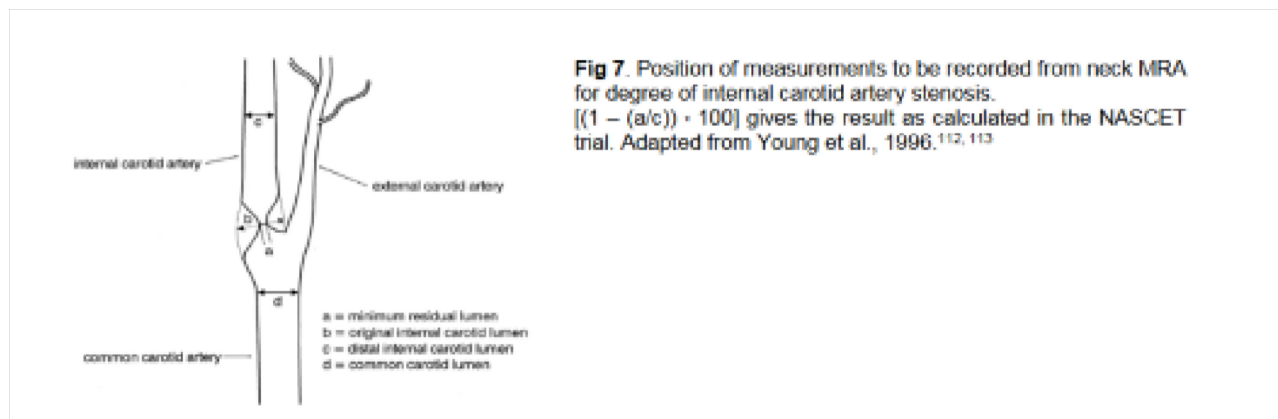 Fig 7. Position of measurements to be recorded from neck MRA
for degree of internal carotid artery stenosis.
[(1 – (a/c)) • 100] gives the result as calculated in the NASCET
trial. Adapted from Young et al., 1996.112, 113
c
internal carotid artery
external carotid artery
b
a
d
a = minimum residual lumen
b = original internal carotid lumen
c = distal internal carotid lumen
d = common carotid lumen
common carotid artery